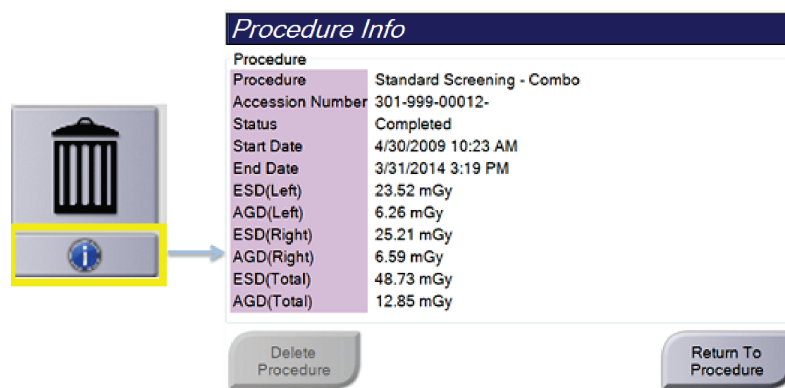 Procedure Info
Procedure
Procedure Standard Screening - Combo
Accession Number 301-999-00012-
Status Completed
Start Date 4/30/2009 10:23 AM
End Date 3/31/2014 3:19 PM
ESD(Left) 23.52 mGy
AGD(Left) 6.26 mGy
ESD(Right) 25.21 mGy
AGD(Right) 6.59 mGy
ESD(Total) 48.73 mGy
AGD(Total) 12.85 mGy
Delete
Procedure
Return To
Procedure